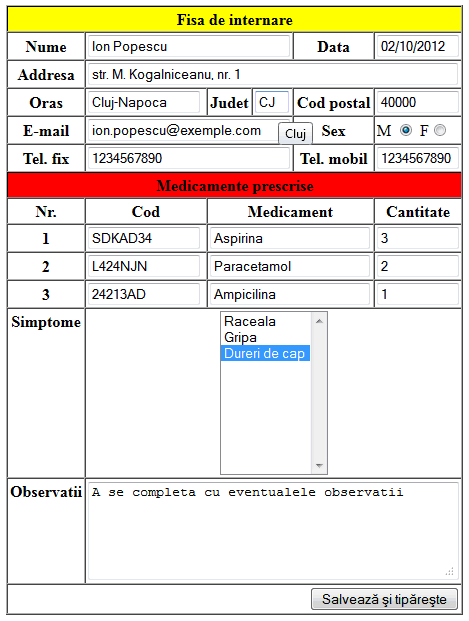 Fisa de internare
Nume Ion Popescu Data 02/10/2012
Addresa str. M. Kogalniceanu, nr. 1
Oras Cluj-Napoca Judet CJ Cod postal 40000
E-mail ion.popescu@exemple.com Cluj Sex M F
Tel. fix 1234567890 Tel. mobil 1234567890
Medicamente prescrise
Nr. Cod Medicament Cantitate
1 SDKAD34 Aspirina 3
2 L424NJN Paracetamol 2
3 24213AD Ampicilina 1
Simptome Raceala
Gripa
Dureri de cap
Observatii A se completa cu eventualele observatii
Salvează şi tipăreşte